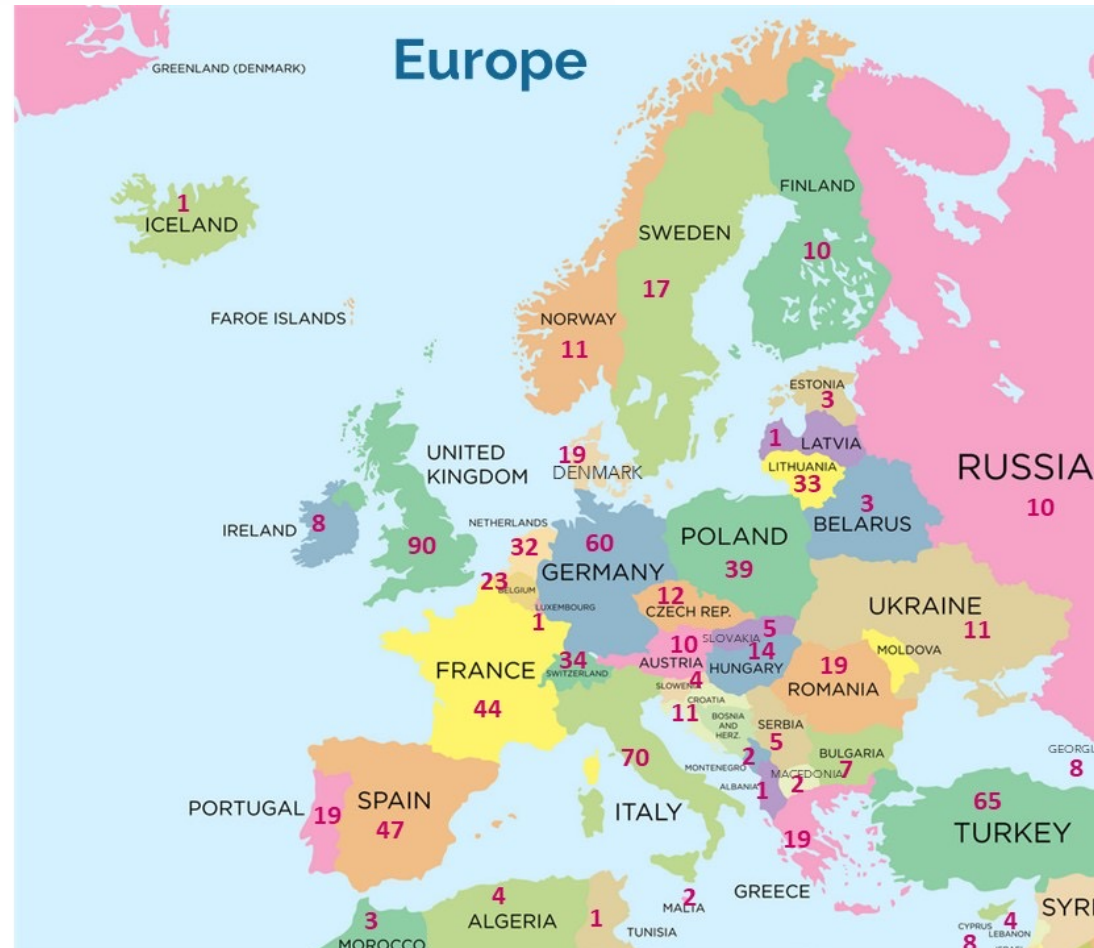 Europe
GREENLAND (DENMARK)
1
ICELAND
FINLAND
10
SWEDEN
17
FAROE ISLANDS
NORWAY
11
ESTONIA
3
1
LATVIA
LITHUANIA
33
RUSSIA
10
UNITED
KINGDOM
90
19
DENMARK
IRELAND
8
3
BELARUS
NETHERLANDS
32
60
GERMANY
POLAND
39
23
BELGIUM
LUXEMBOURG
1
12
CZECH REP.
UKRAINE
11
5
SLOVAKIA
10
AUSTRIA
14
HUNGARY
MOLDOVA
FRANCE
44
34
SWITZERLAND
19
ROMANIA
4
SLOWENI
CROATIA
11
BOSNIA
AND
HERZ.
SERBIA
5
BULGARIA
7
GEORGI
8
70
ITALY
MONTENEGRO
2
MACEDONIA
2
ALBANIA
1
PORTUGAL
19
SPAIN
47
65
TURKEY
19
GREECE
2
MALTA
4
ALGERIA
1
TUNISIA
3
MOROCCO
SYRI
CYPRUS
8
4
LEBANON